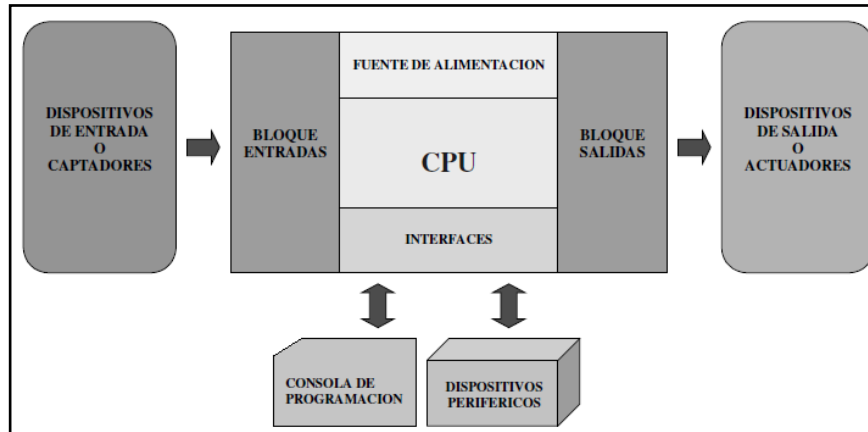 DISPOSITIVOS
DE ENTRADA
O
CAPTADORES
BLOQUE
ENTRADAS
FUENTE DE ALIMENTACION
CPU
INTERFACES
BLOQUE
SALIDAS
DISPOSITIVOS
DE SALIDA
O
ACTUADORES
CONSOLA DE
PROGRAMACION
DISPOSITIVOS
PERIFERICOS